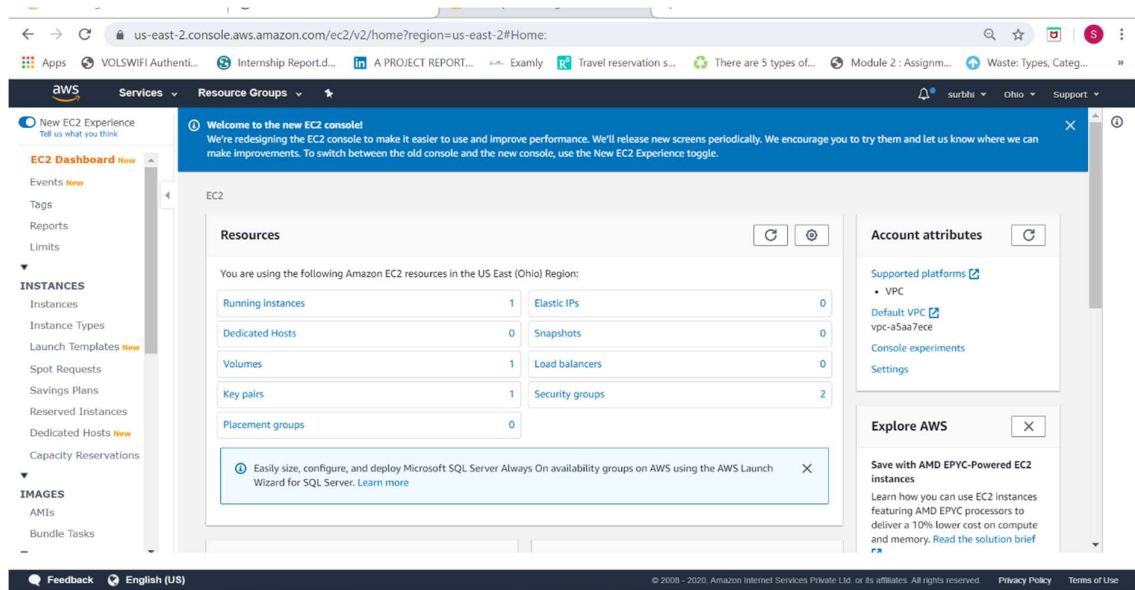 us-east-2.console.aws.amazon.com/ec2/v2/home?region=us-east-2#Home:
S
Apps VOLSWIFI Authenti... Internship Report.d... in A PROJECT REPORT... Examly Travel reservation s... There are 5 types of... Module 2 : Assignm... Waste: Types, Categ... »
aws Services Resource Groups surbhi Ohio Support
New EC2 Experience
Tell us what you think
Welcome to the new EC2 console!
We're redesigning the EC2 console to make it easier to use and improve performance. We'll release new screens periodically. We encourage you to try them and let us know where we can
make improvements. To switch between the old console and the new console, use the New EC2 Experience toggle.
EC2 Dashboard New
Events New
Tags
Reports
Limits
INSTANCES
Instances
Instance Types
Launch Templates New
Spot Requests
Savings Plans
Reserved Instances
Dedicated Hosts New
Capacity Reservations
IMAGES
AMIs
Bundle Tasks
EC2
Resources
You are using the following Amazon EC2 resources in the US East (Ohio) Region:
Running instances 1 Elastic IPs 0
Dedicated Hosts 0 Snapshots 0
Volumes 1 Load balancers 0
Key pairs 1 Security groups 2
Placement groups 0
Easily size, configure, and deploy Microsoft SQL Server Always On availability groups on AWS using the AWS Launch
Wizard for SQL Server. Learn more
Account attributes
Supported platforms
• VPC
Default VPC
vpc-a5aa7ece
Console experiments
Settings
Explore AWS
Save with AMD EPYC-Powered EC2
instances
Learn how you can use EC2 instances
featuring AMD EPYC processors to
deliver a 10% lower cost on compute
and memory. Read the solution brief
Feedback English (US) © 2008 - 2020, Amazon Internet Services Private Ltd. or its affiliates. All rights reserved. Privacy Policy Terms of Use